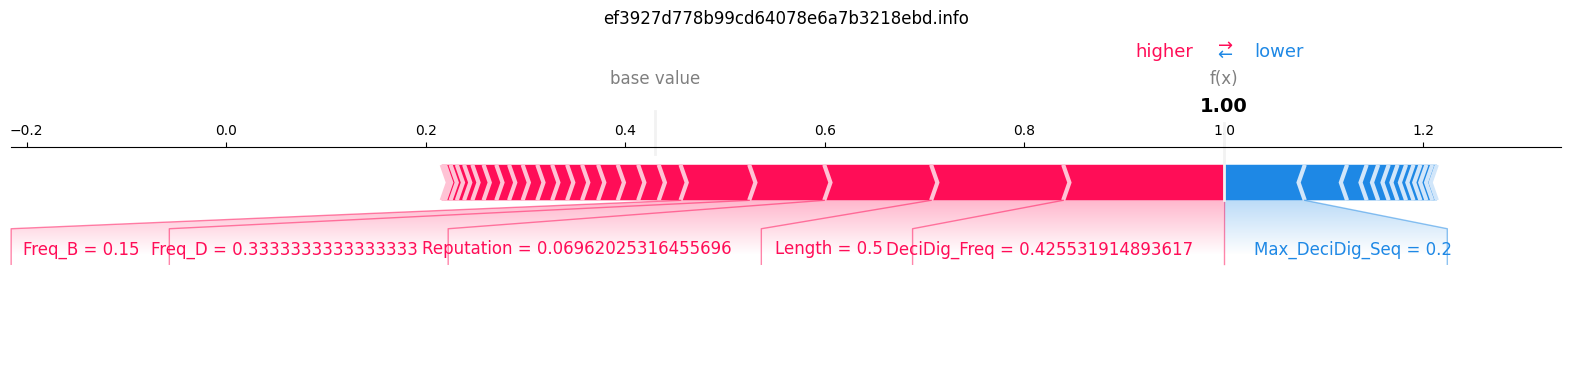 ef3927d778b99cd64078e6a7b3218ebd.info
higher ⇄ lower
base value f(x)
1.00
−0.2 0.0 0.2 0.4 0.6 0.8 1 0 1.2
Freq_B = 0.15 Freq_D = 0.3333333333333333 Reputation = 0.06962025316455696 Length = 0.5 DeciDig_Freq = 0.425531914893617 Max_DeciDig_Seq = 0.2